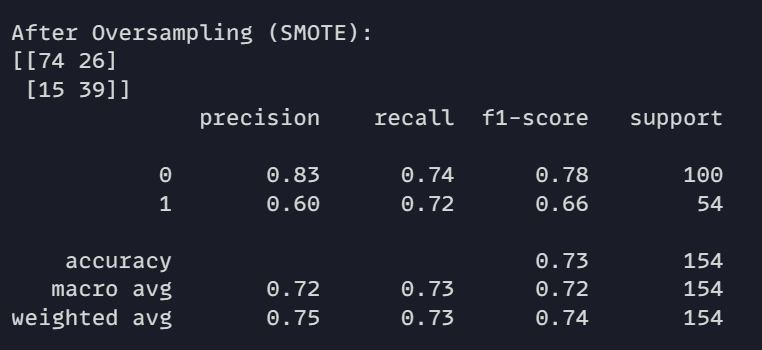 After Oversampling (SMOTE):
[[74 26]
 [15 39]]
              precision    recall  f1-score   support

           0       0.83      0.74      0.78       100
           1       0.60      0.72      0.66        54

    accuracy                           0.73       154
   macro avg       0.72      0.73      0.72       154
weighted avg       0.75      0.73      0.74       154